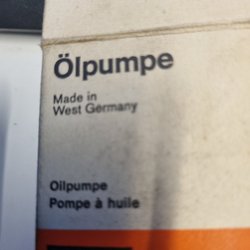 Ölpumpe
Made in
West Germany
Oilpumpe
Pompe à huile